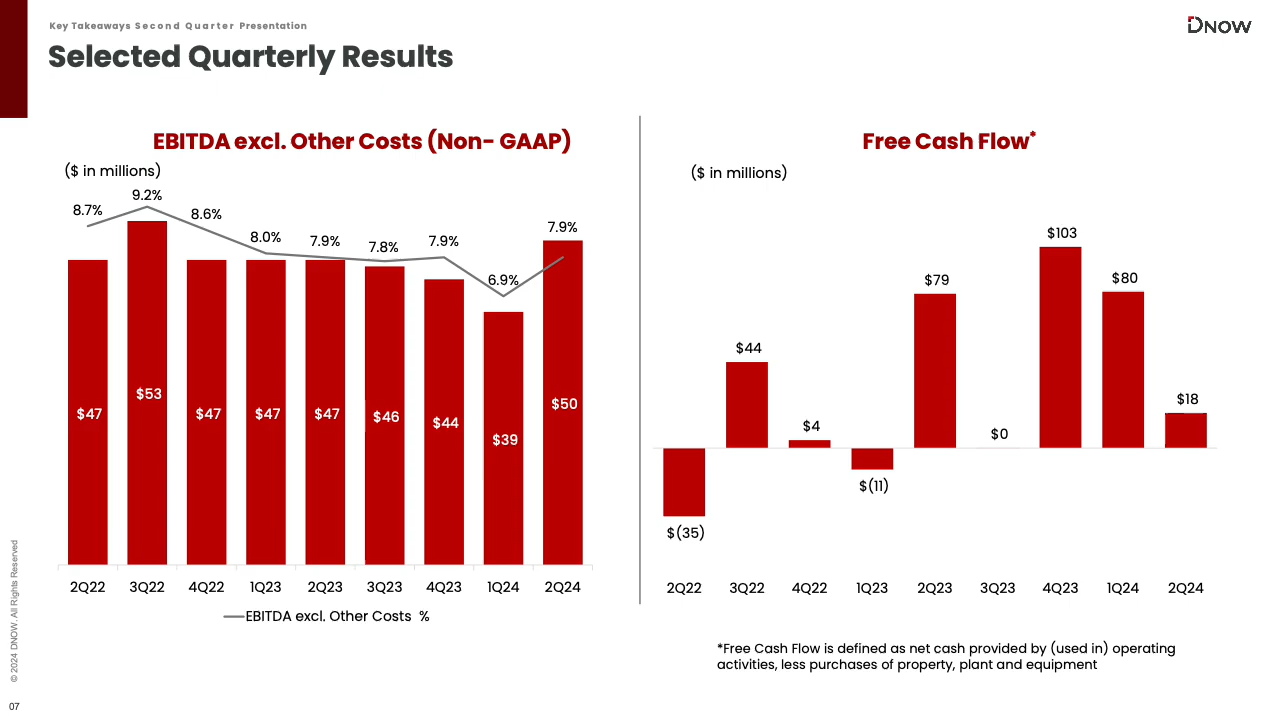 Key Takeaways Second Quarter Presentation
Selected Quarterly Results
DNOW
EBITDA excl. Other Costs (Non- GAAP)
($ in millions)
8.7%
9.2%
8.6%
8.0%
7.9%
7.8%
7.9%
6.9%
7.9%
$47
$53
$47
$47
$47
$46
$44
$39
$50
2Q22
3Q22
4Q22
1Q23
2Q23
3Q23
4Q23
1Q24
2Q24
EBITDA excl. Other Costs %
Free Cash Flow*
($ in millions)
$(35)
$44
$4
$(11)
$79
$0
$103
$80
$18
2Q22
3Q22
4Q22
1Q23
2Q23
3Q23
4Q23
1Q24
2Q24
*Free Cash Flow is defined as net cash provided by (used in) operating
activities, less purchases of property, plant and equipment
© 2024 DNOW. All Rights Reserved
07